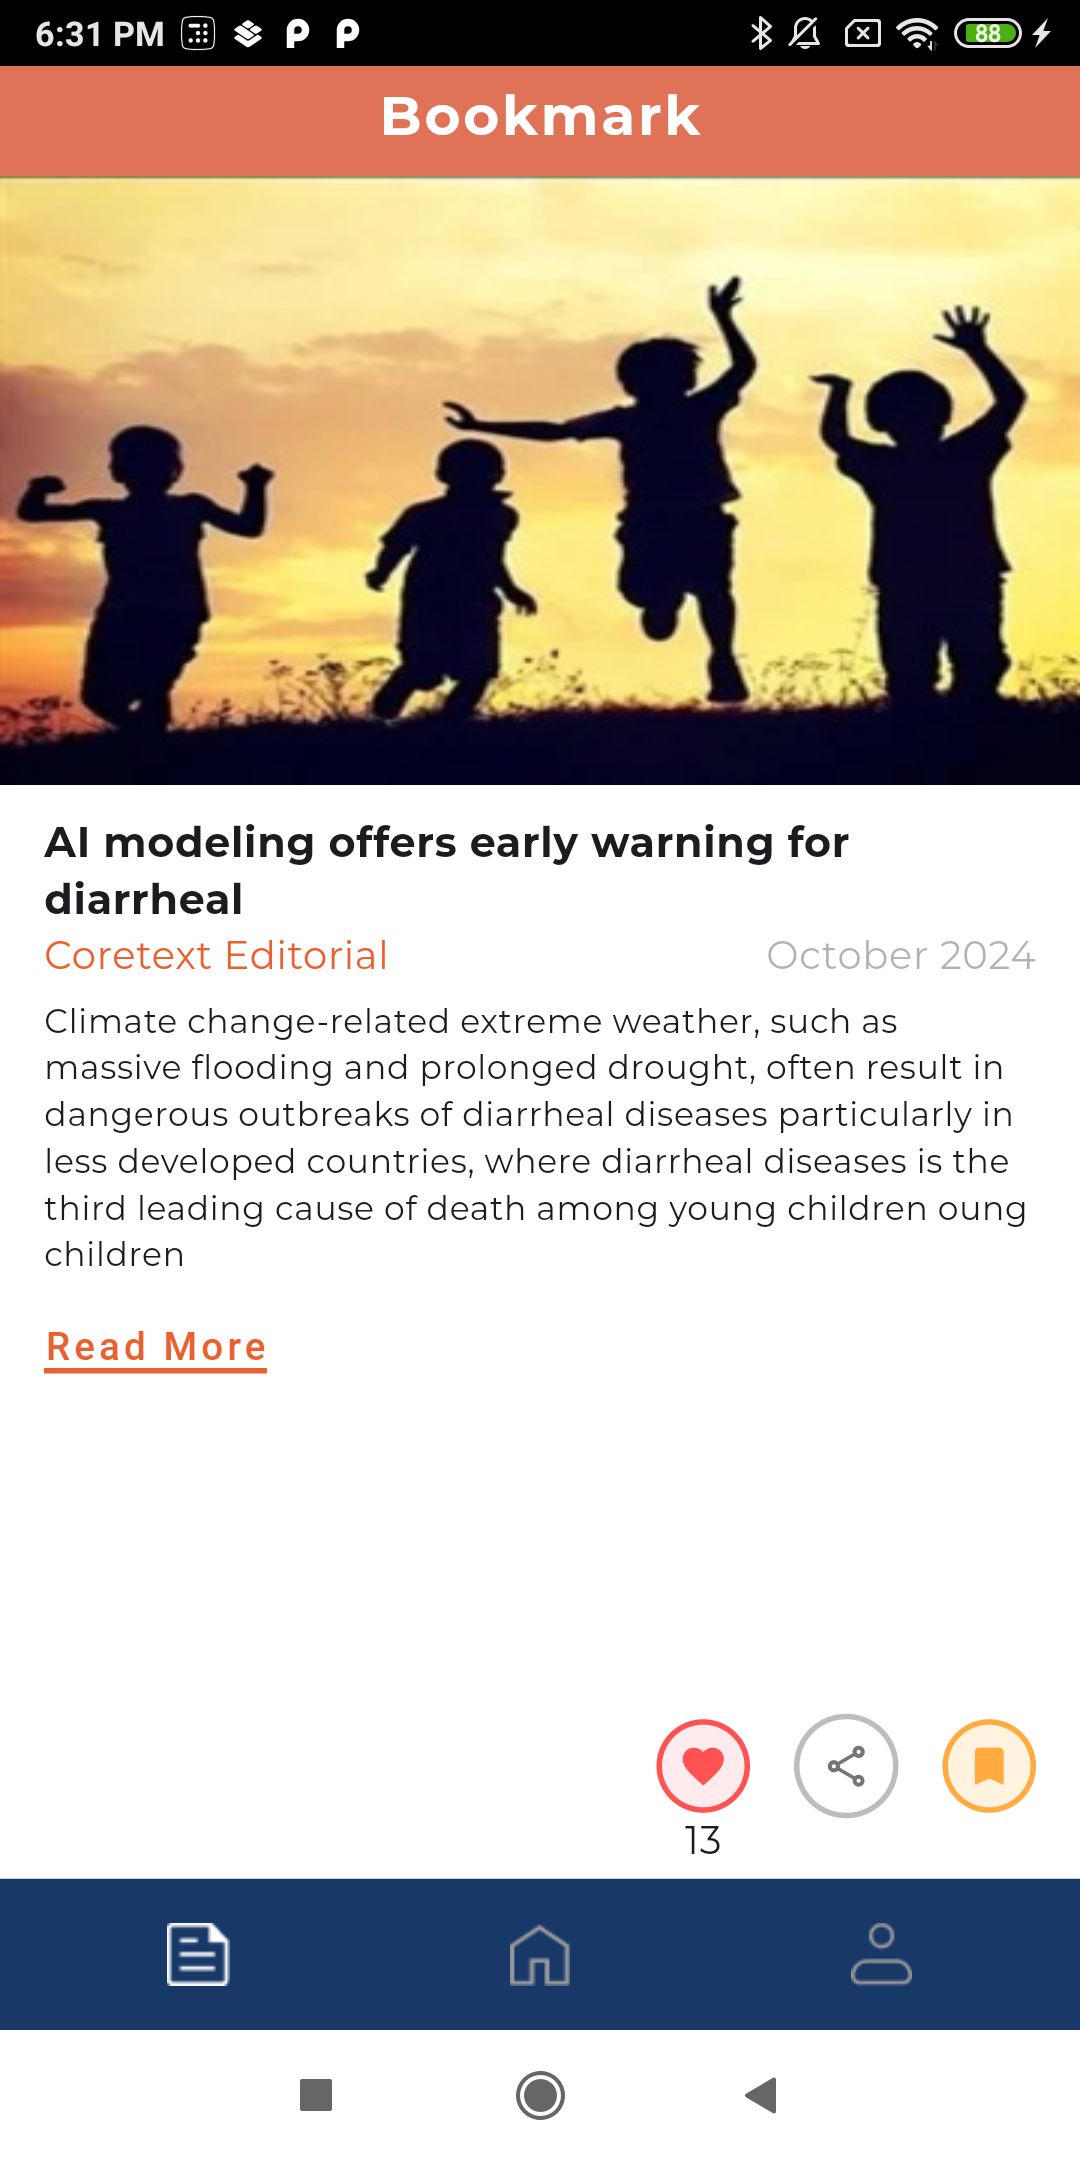 6:31 PM
88
Bookmark
AI modeling offers early warning for
diarrheal
Coretext Editorial
October 2024
Climate change-related extreme weather, such as
massive flooding and prolonged drought, often result in
dangerous outbreaks of diarrheal diseases particularly in
less developed countries, where diarrheal diseases is the
third leading cause of death among young children oung
children
Read More
13